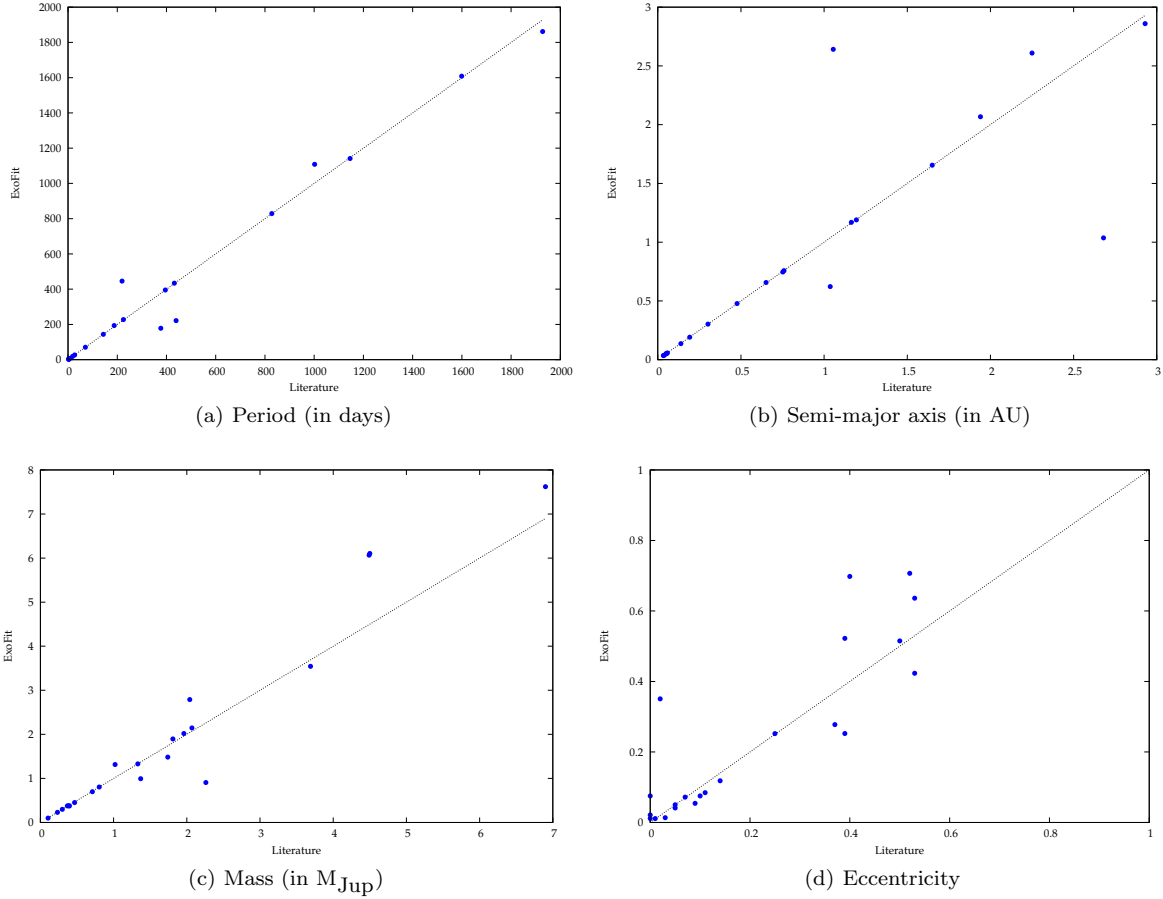 2000
1800
1600
1400
1200
1000
800
600
400
200
0
ExoFit
0 200 400 600 800 1000 1200 1400 1600 1800 2000
Literature
(a) Period (in days)
3
2.5
2
1.5
1
0.5
0
ExoFit
0 0.5 1 1.5 2 2.5 3
Literature
(b) Semi-major axis (in AU)
8
7
6
5
4
3
2
1
0
ExoFit
0 1 2 3 4 5 6 7
Literature
(c) Mass (in MJup)
1
0.8
0.6
0.4
0.2
0
ExoFit
0 0.2 0.4 0.6 0.8 1
Literature
(d) Eccentricity